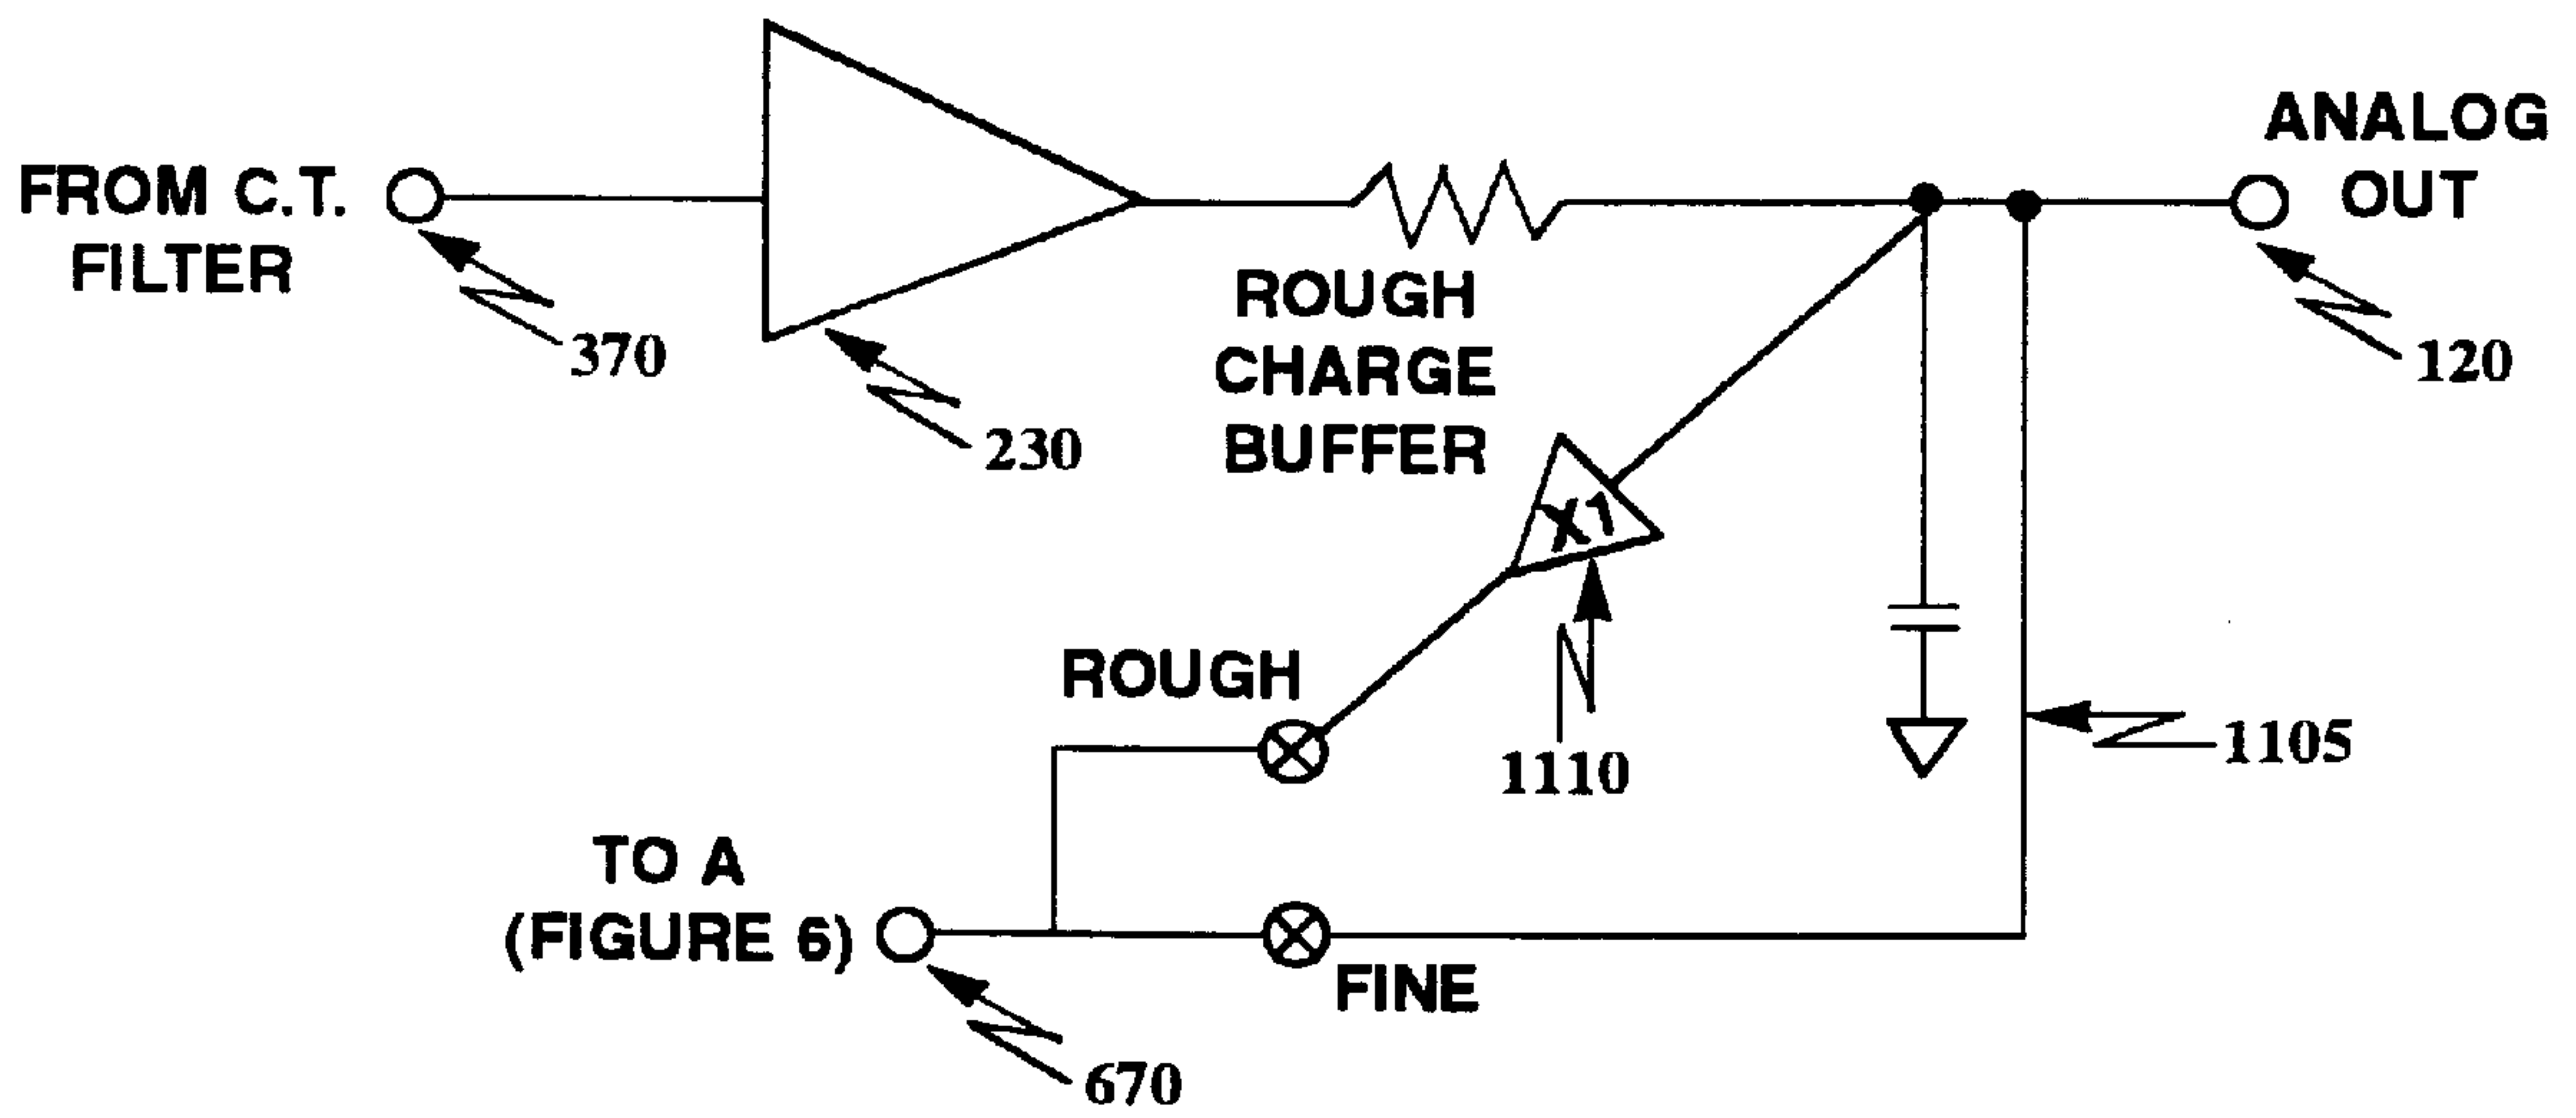 ANALOG
OUT
FROM C.T.
FILTER
370
230
120
ROUGH
CHARGE
BUFFER
X1
ROUGH
1110
1105
TO A
(FIGURE 6)
FINE
670